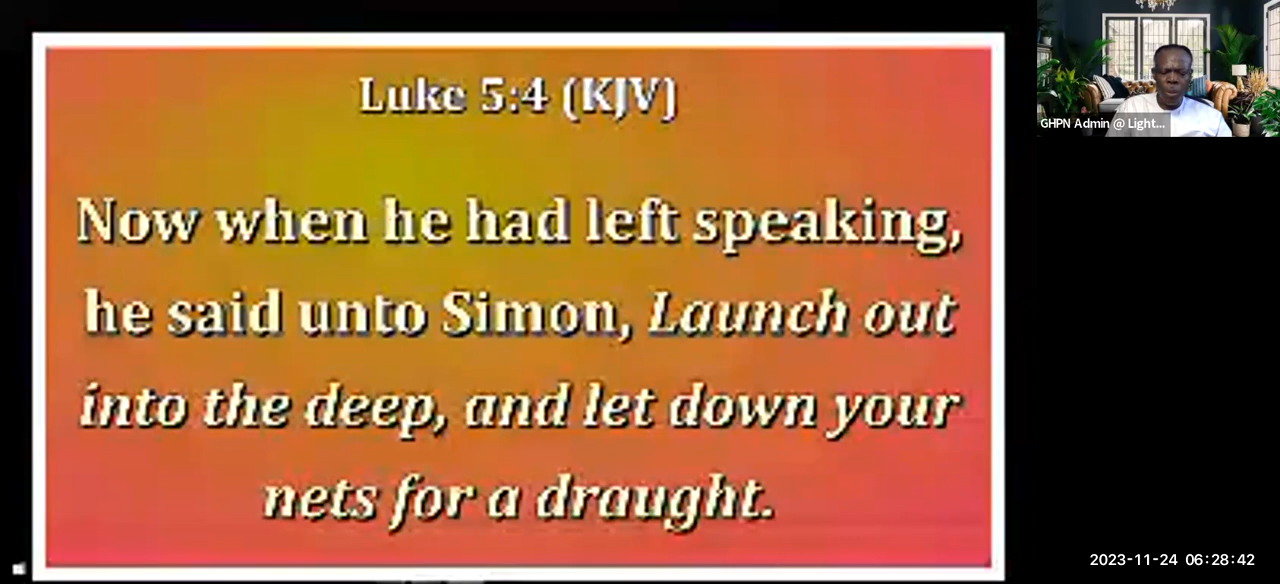 Luke 5:4 (KJV)
Now when he had left speaking,
he said unto Simon, Launch out
into the deep, and let down your
nets for a draught.
GHPN Admin @ Light...
2023-11-24 06:28:42